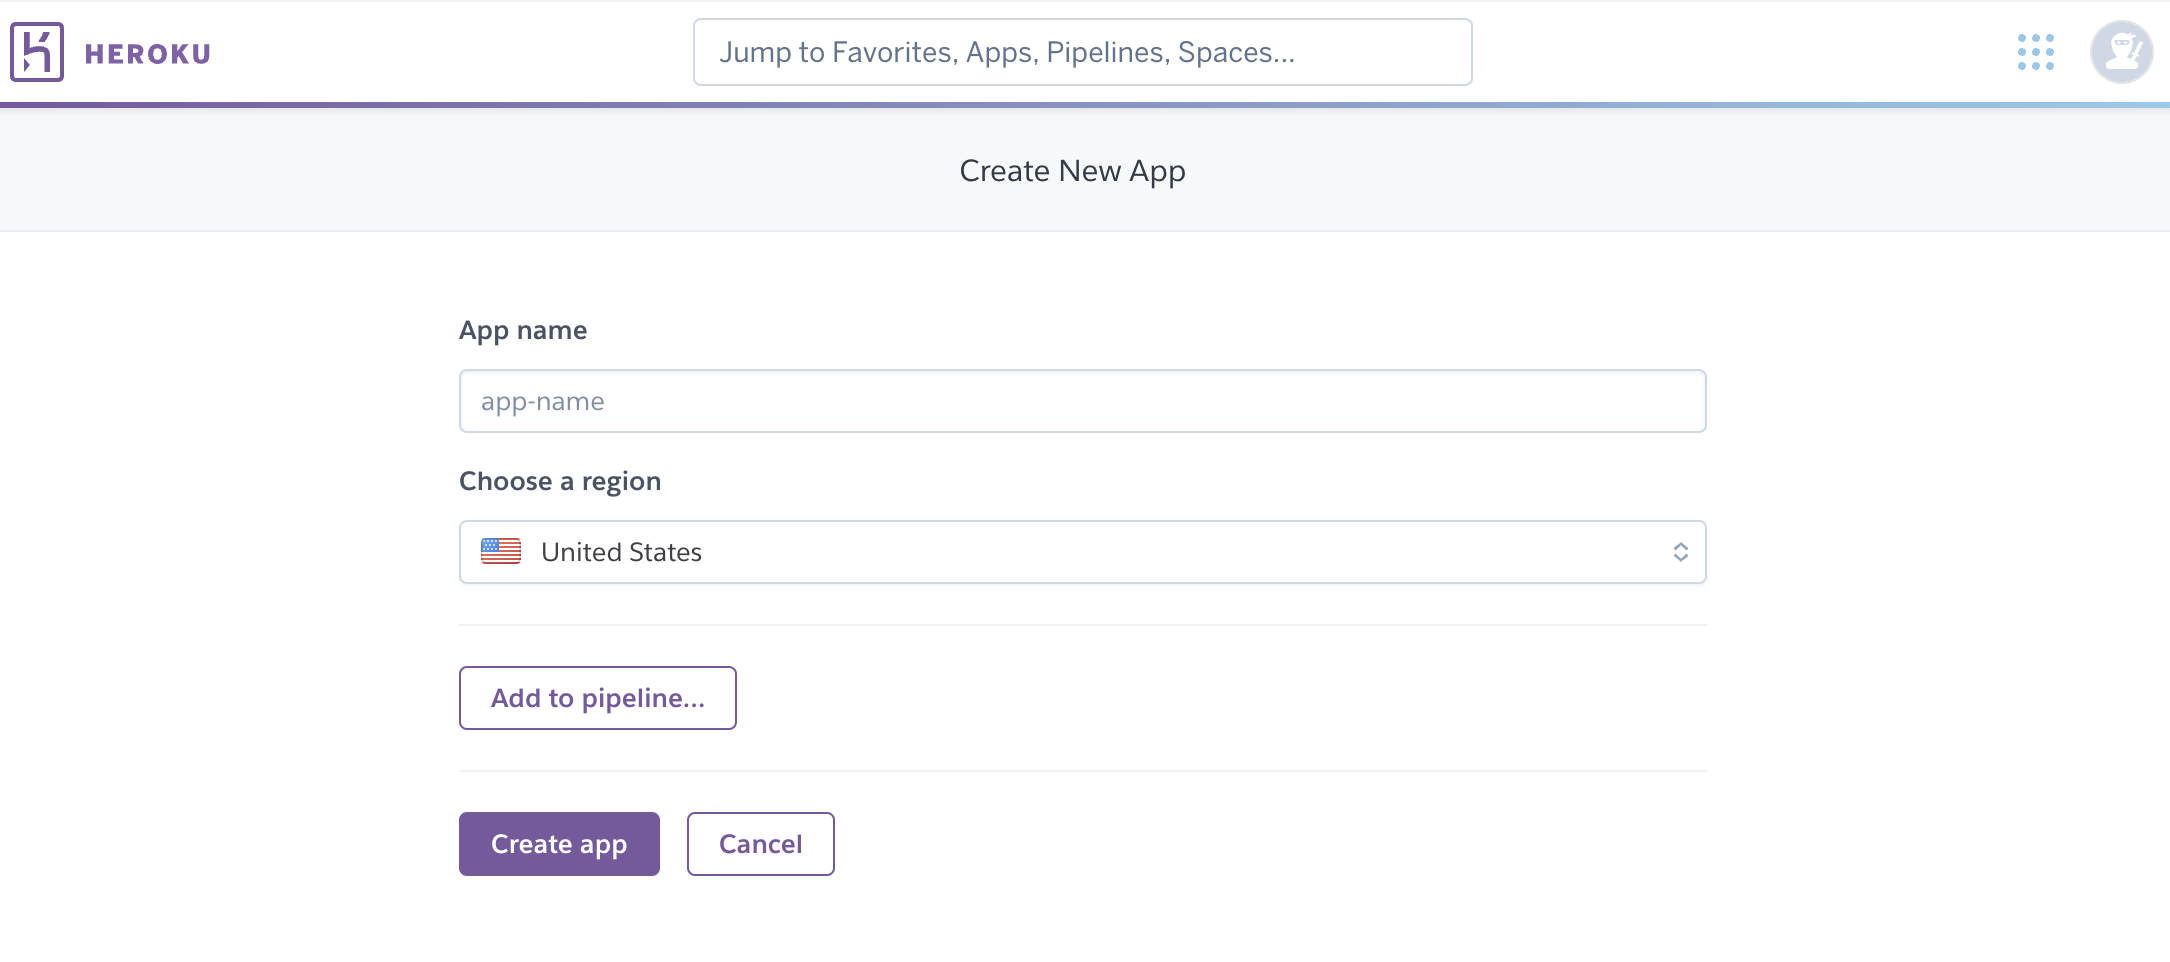 HEROKU
Jump to Favorites, Apps, Pipelines, Spaces...
Create New App
App name
app-name
Choose a region
United States
Add to pipeline...
Create app
Cancel